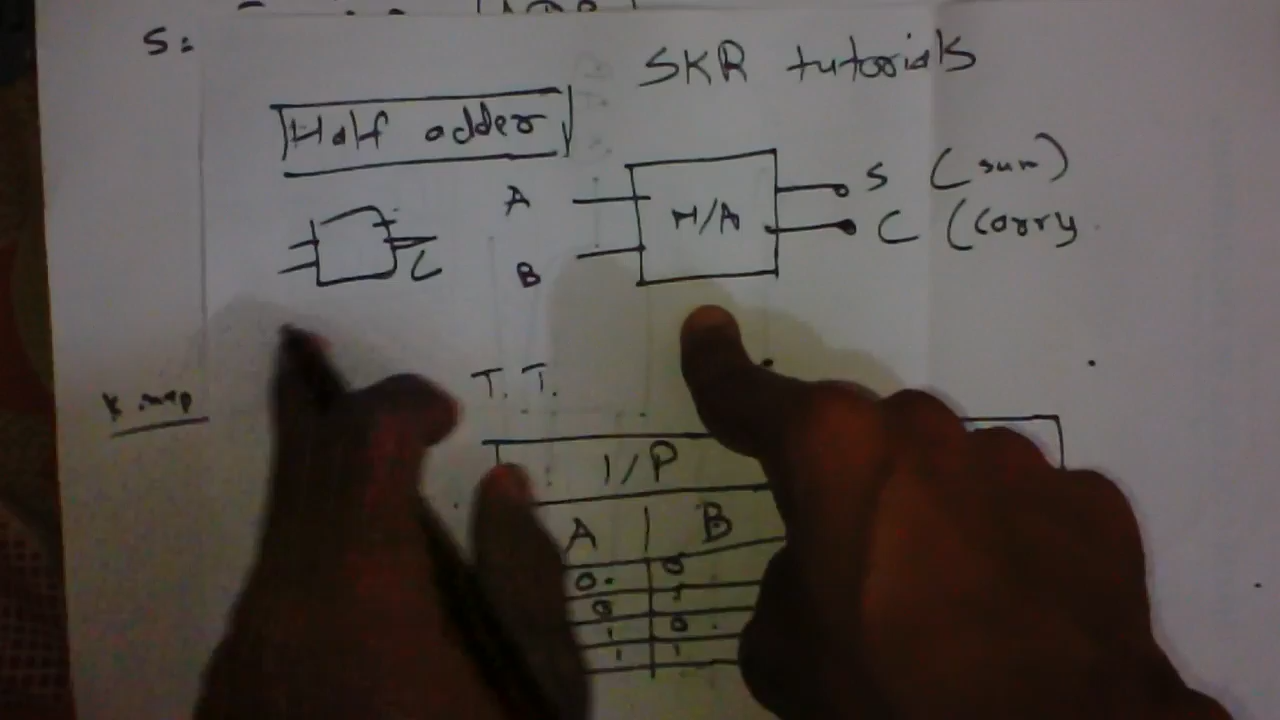 S:
SKR tutorials
Half adder
A H/A S (sum)
B C (Carry
C
T. T.
K map
I/P
A B
0. 0
0 1
1 0.
1 1